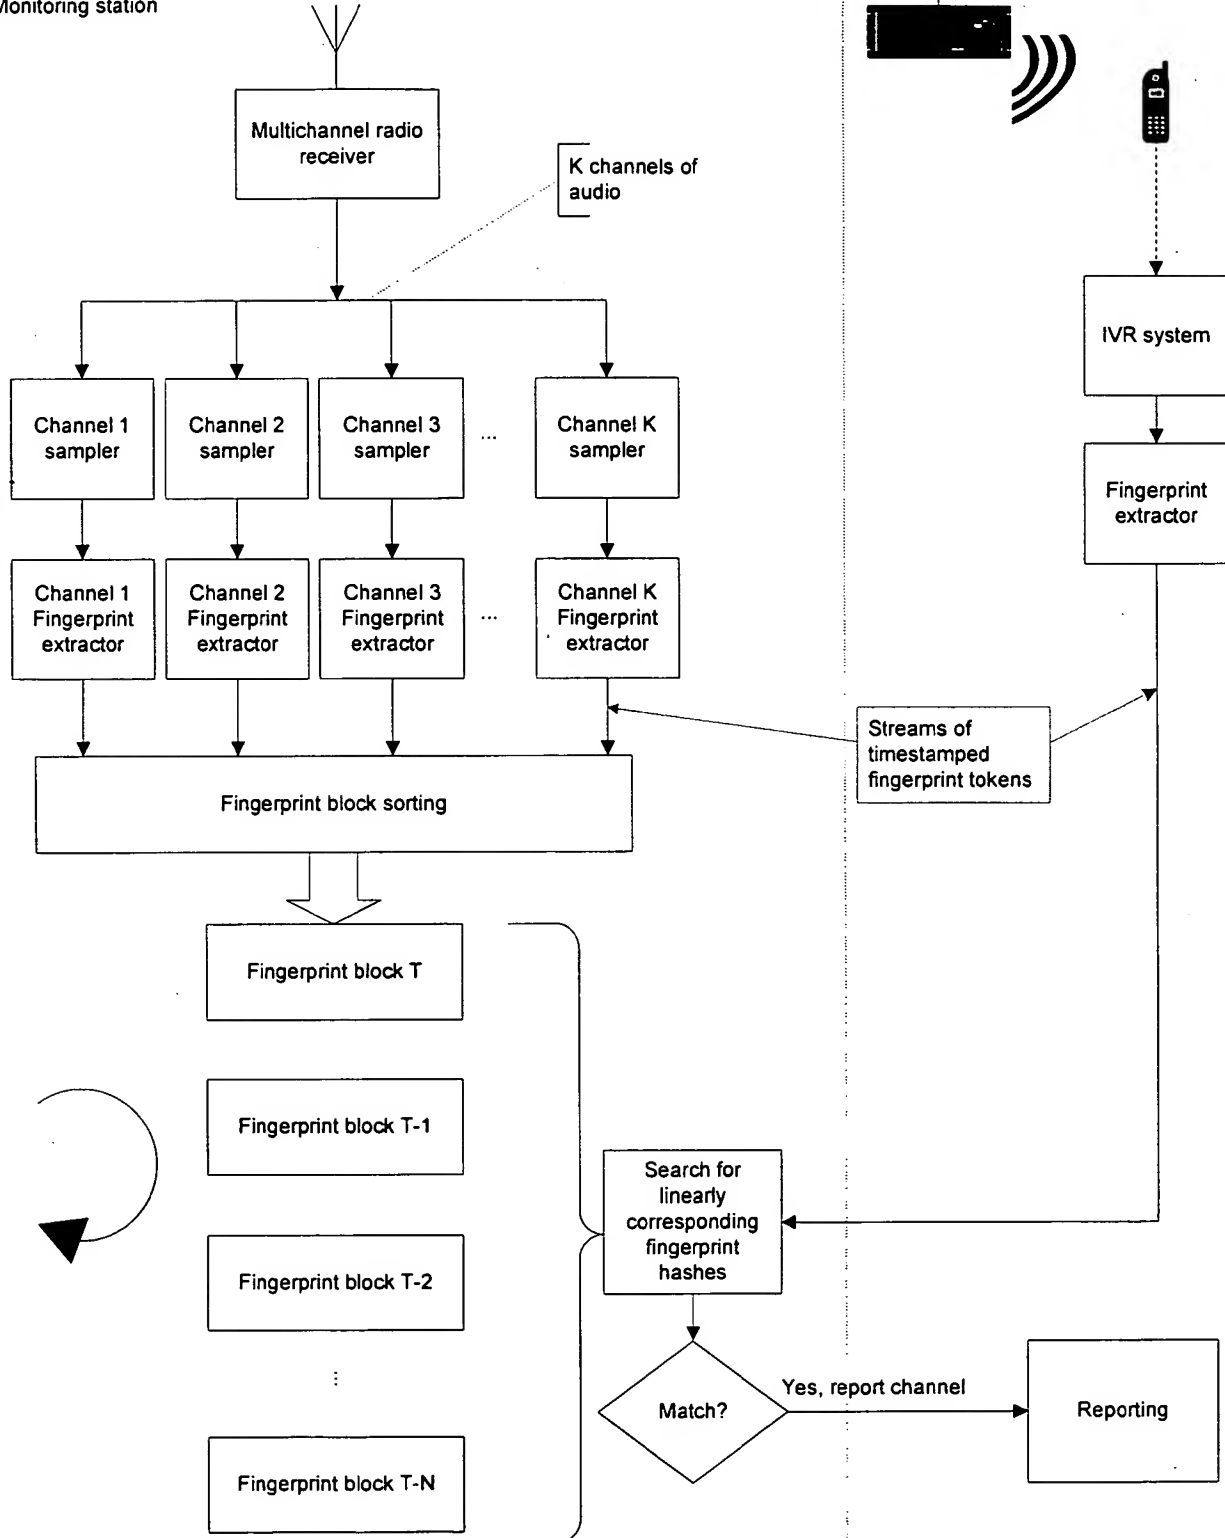 Monitoring station
Multichannel radio
receiver
K channels of
audio
IVR system
Channel 1
sampler
Channel 2
sampler
Channel 3
sampler
...
Channel K
sampler
Fingerprint
extractor
Channel 1
Fingerprint
extractor
Channel 2
Fingerprint
extractor
Channel 3
Fingerprint
extractor
...
Channel K
Fingerprint
extractor
Streams of
timestamped
fingerprint tokens
Fingerprint block sorting
Fingerprint block T
Fingerprint block T-1
Search for
linearly
corresponding
fingerprint
hashes
Fingerprint block T-2
...
Match?
Yes, report channel
Reporting
Fingerprint block T-N